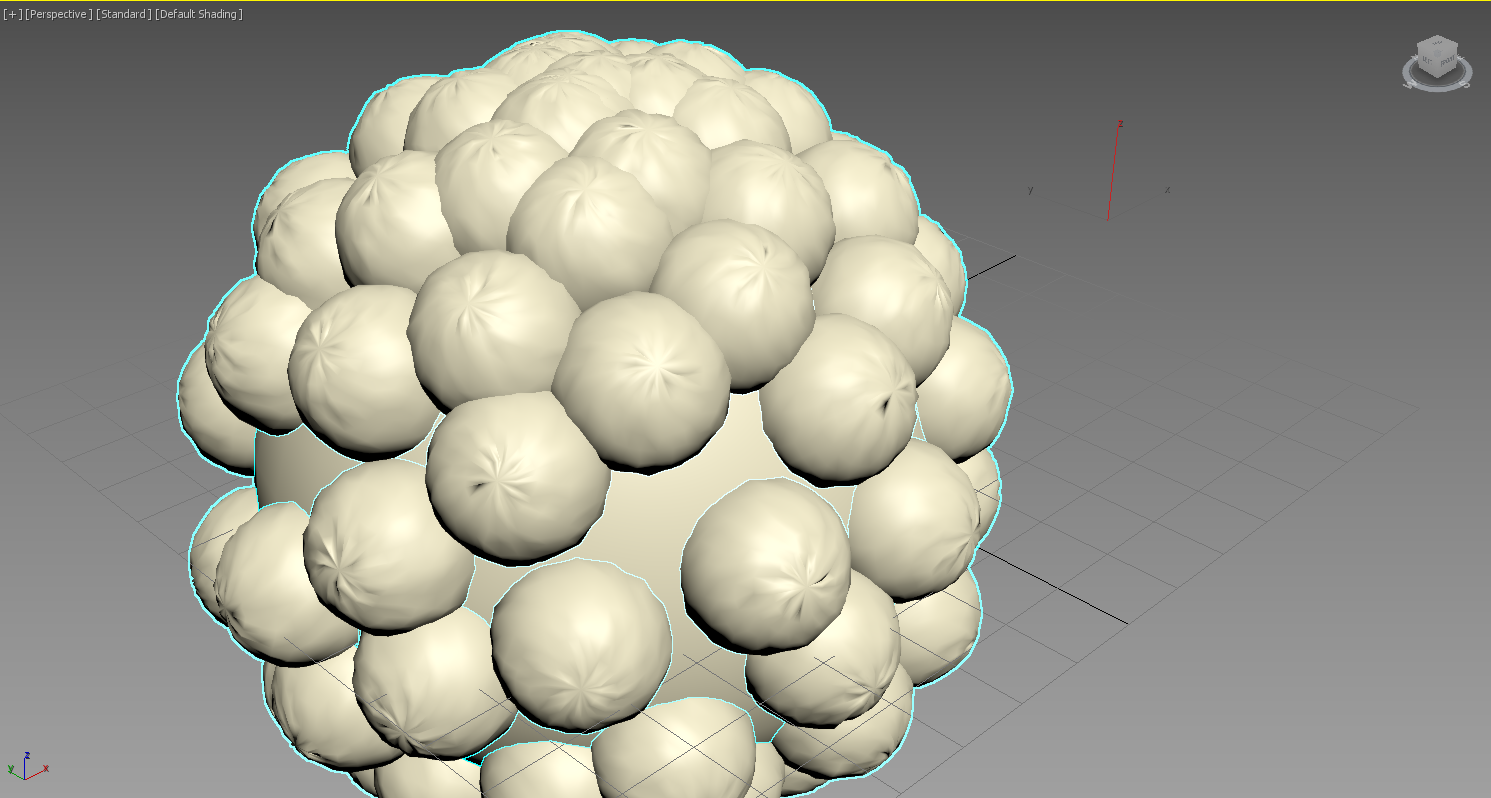 [+] [Perspective ] [Standard ] [Default Shading ]
z
y x
z
y x